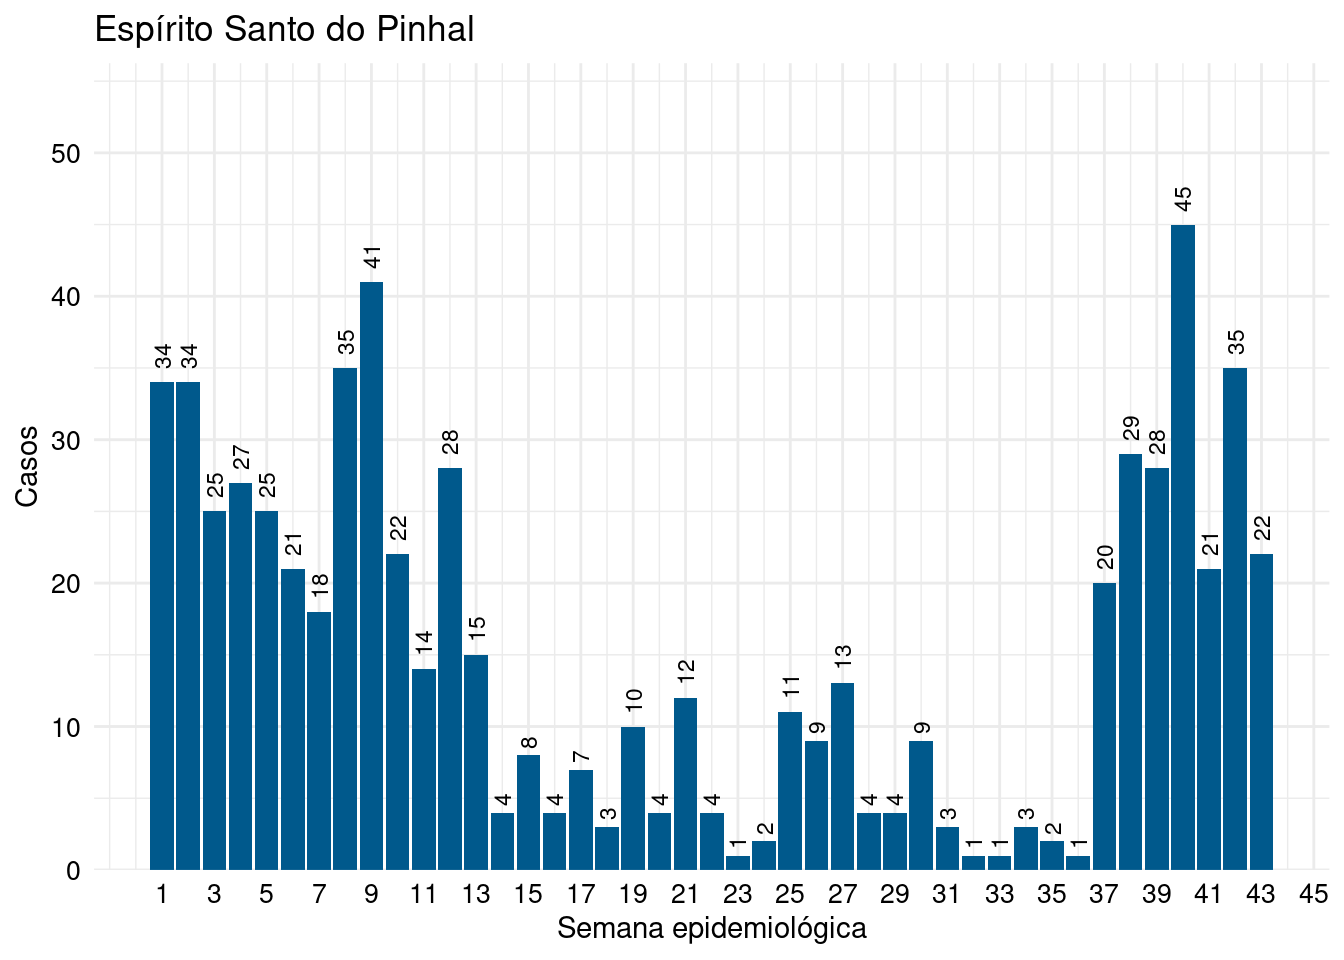 Espírito Santo do Pinhal
Casos
50
40
30
20
10
0
34 34 25 27 25 21 18 35 41 22 14 28 15 4 8 4 7 3 10 4 12 4 1 2 11 9 13 4 4 9 3 1 1 3 2 1 20 29 28 45 21 35 22
1 3 5 7 9 11 13 15 17 19 21 23 25 27 29 31 33 35 37 39 41 43 45
Semana epidemiológica